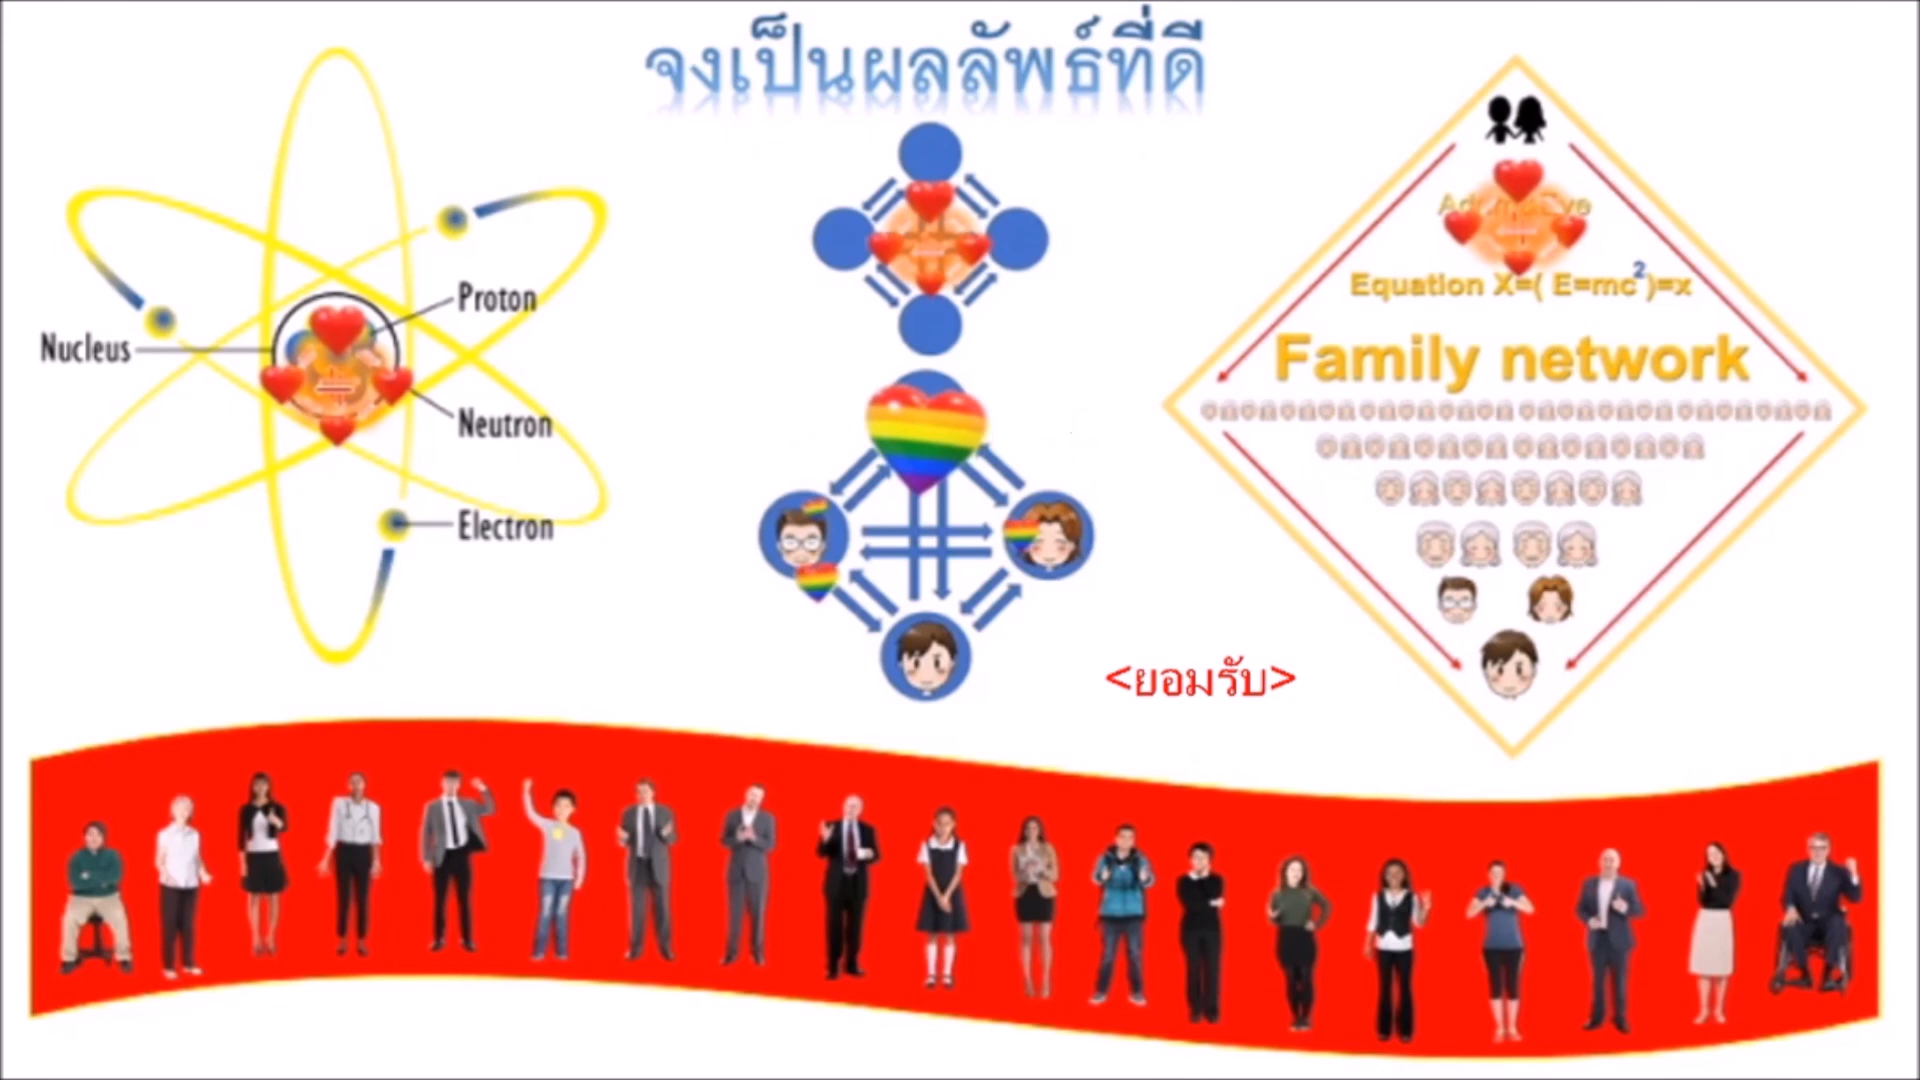 จงเป็นผลลัพธ์ที่ดี
Proton
Nucleus
Neutron
Electron
Equation X=( E=mc²)=x
Family network
<ยอมรับ>